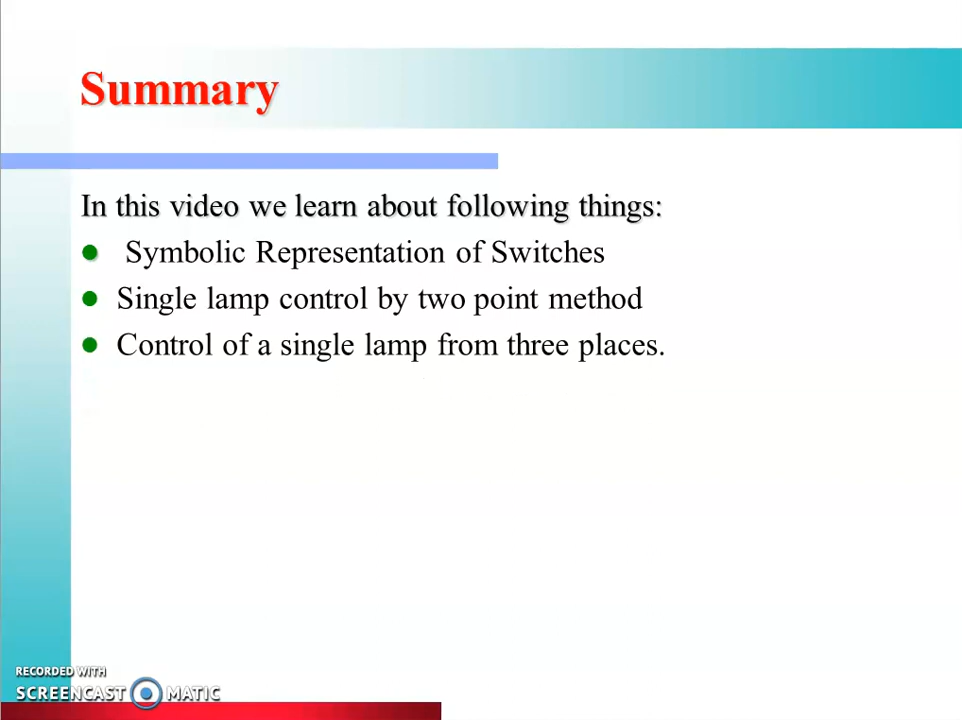 Summary
In this video we learn about following things:
Symbolic Representation of Switches
Single lamp control by two point method
Control of a single lamp from three places.
RECORDED WITH
SCREENCAST MATIC